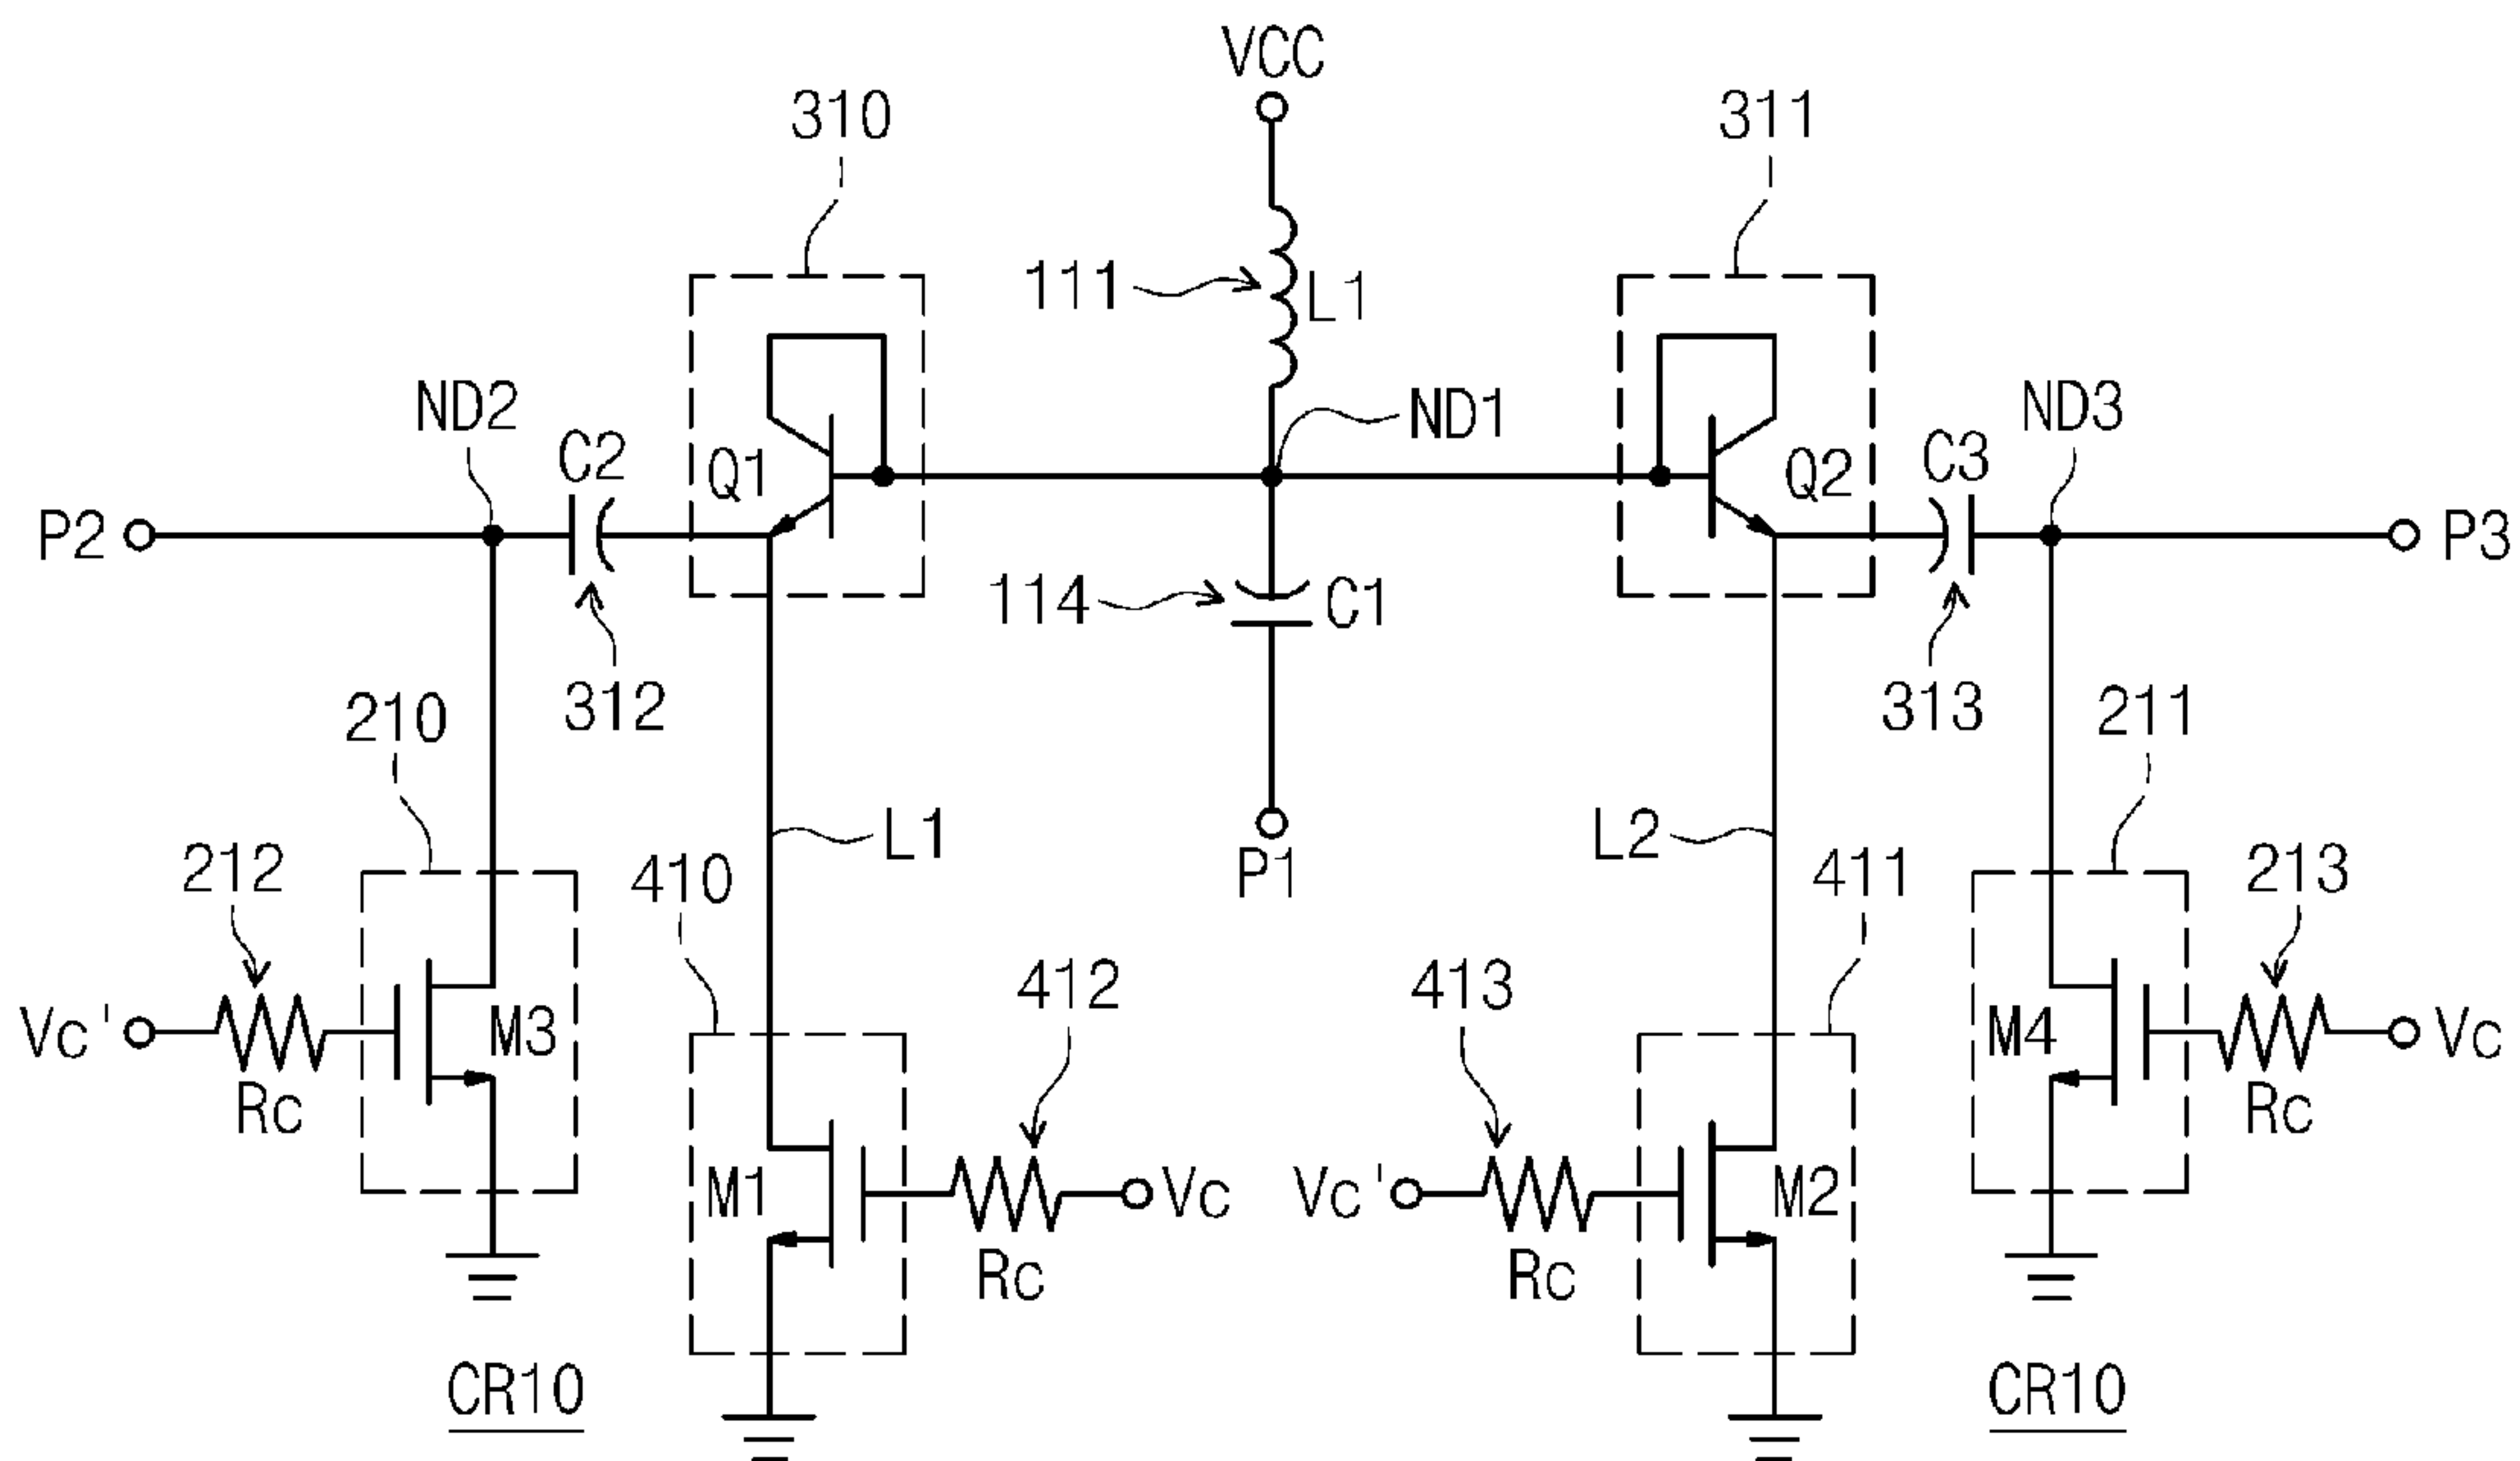 VCC
310
311
111
L1
ND2
C2
Q1
ND1
Q2
C3
ND3
P2
P3
114
C1
312
313
210
211
212
L1
P1
L2
213
410
411
412
413
Vc'
M3
M4
Vc
Rc
Rc
M1
Vc
Vc'
M2
Rc
Rc
CR10
CR10